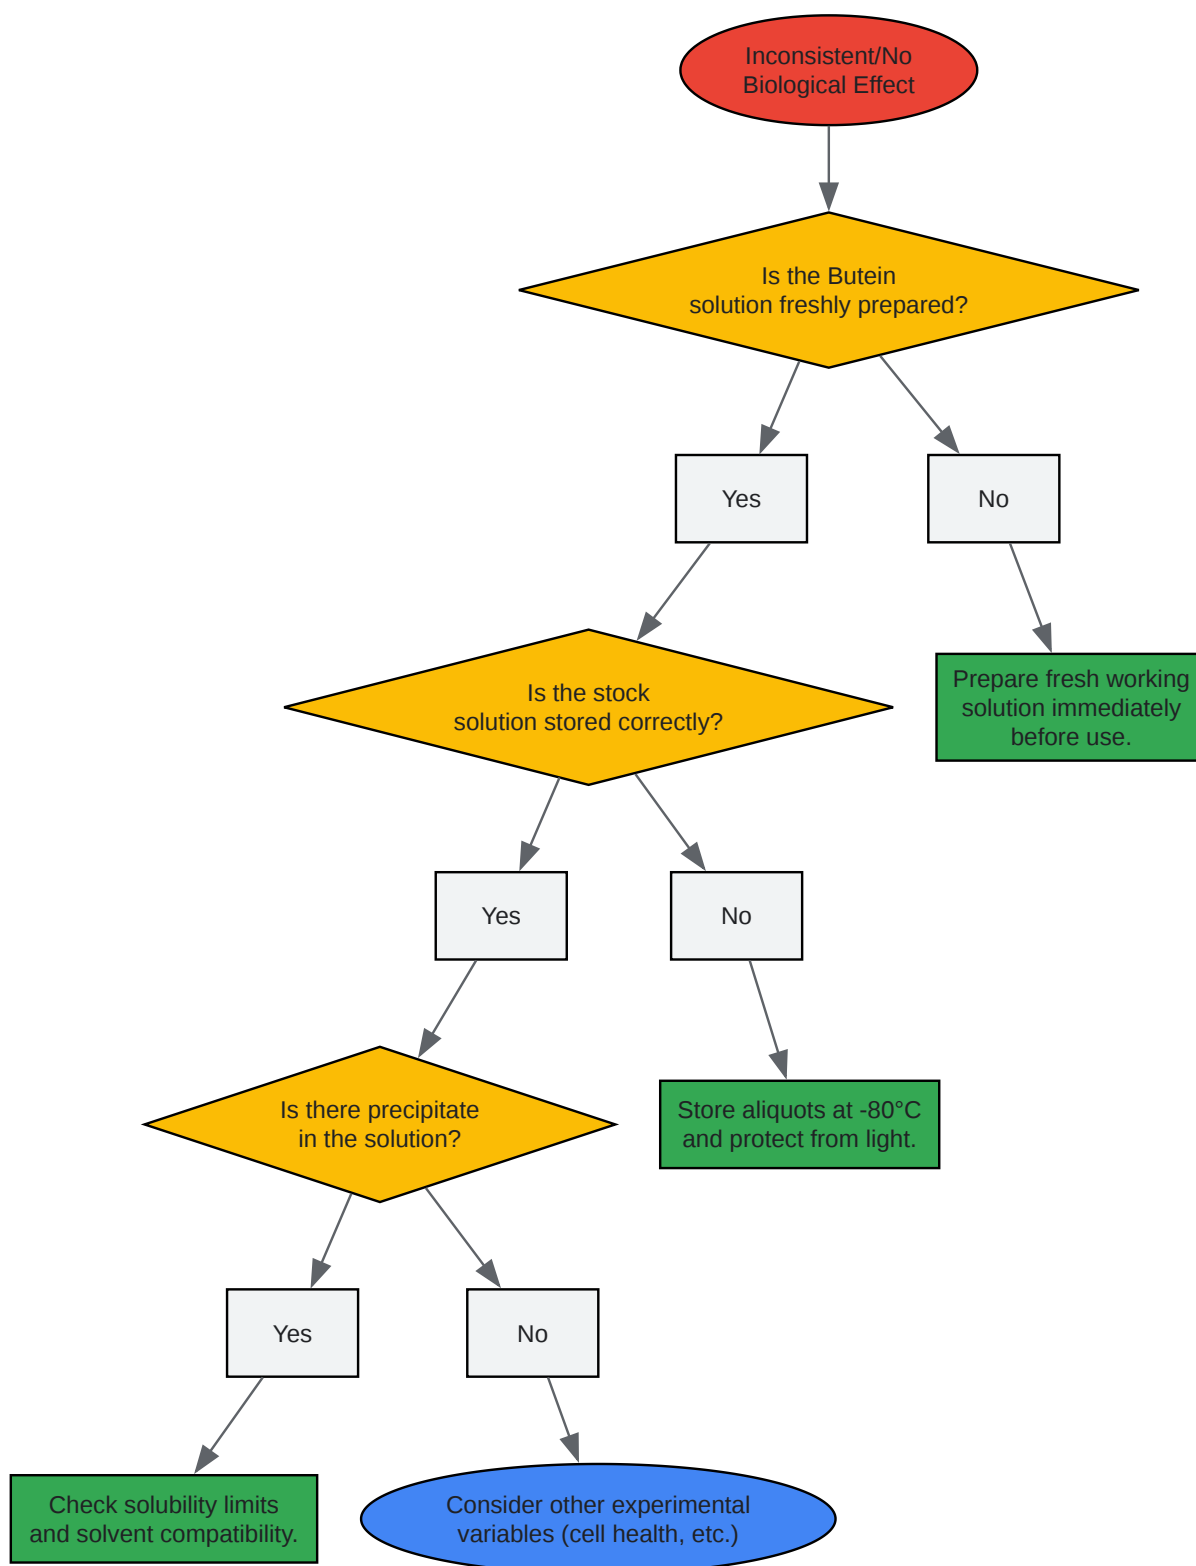 Inconsistent/No
Biological Effect
Is the Butein
solution freshly prepared?
Yes
No
Is the stock
solution stored correctly?
Prepare fresh working
solution immediately
before use.
Yes
No
Is there precipitate
in the solution?
Store aliquots at -80°C
and protect from light.
Yes
No
Check solubility limits
and solvent compatibility.
Consider other experimental
variables (cell health, etc.)